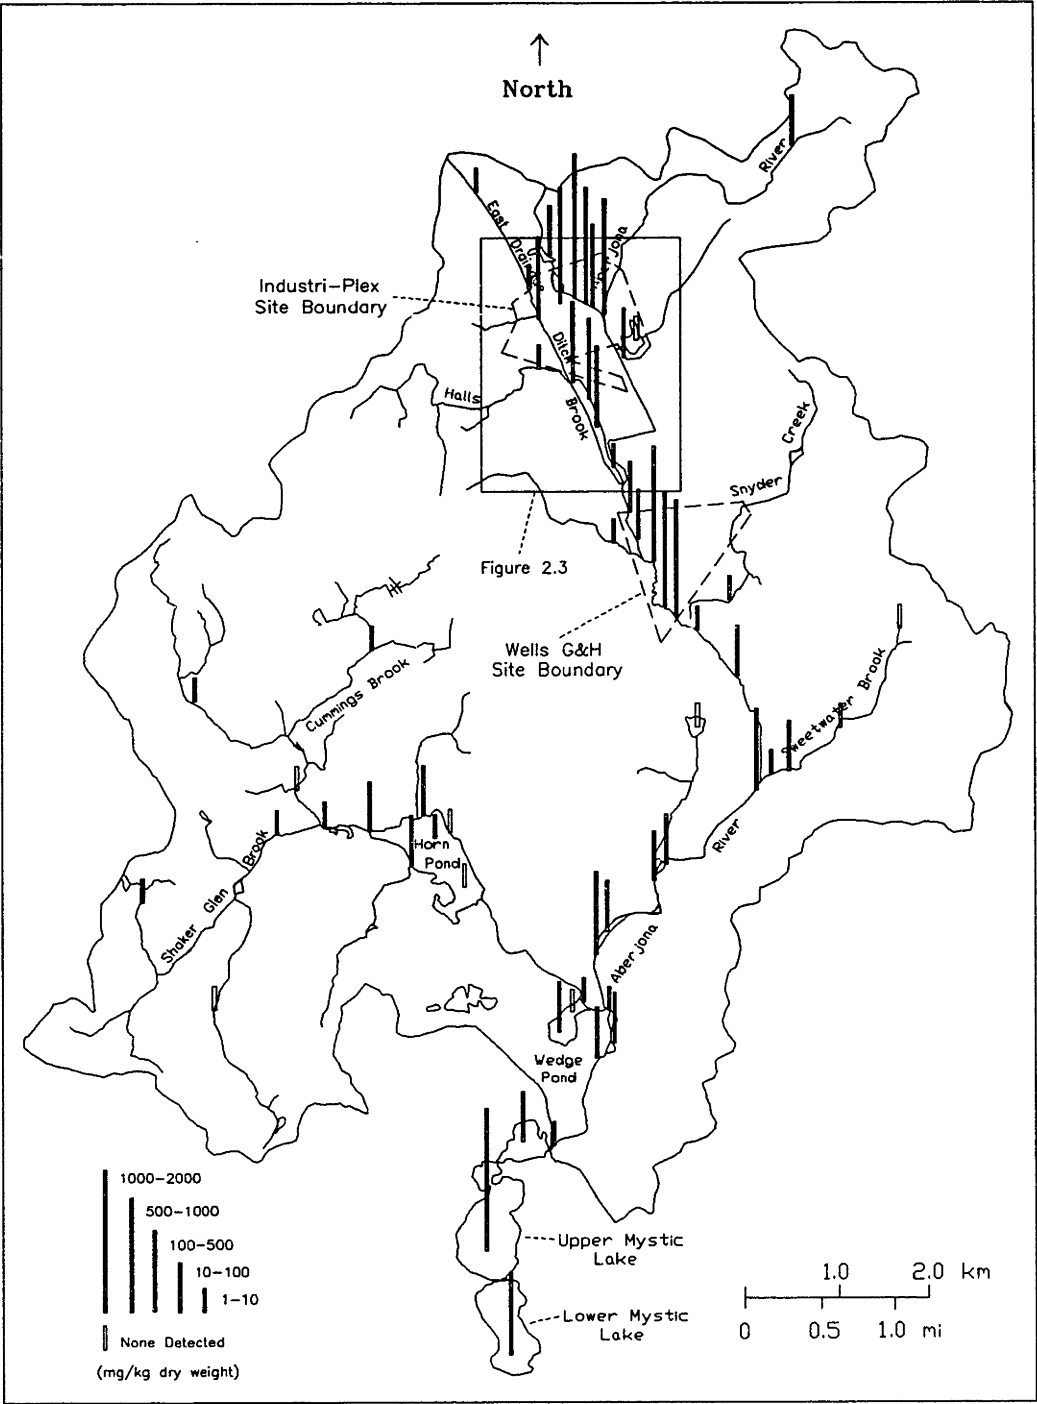 North
River
East Drainage
Aberjona
Industri-Plex
Site Boundary
Ditch
Halls
Brook
Creek
Snyder
Figure 2.3
Wells G&H
Site Boundary
Cummings Brook
Sweetwater Brook
River
Horn
Pond
Shaker Glen Brook
Aberjona
Wedge
Pond
1000-2000
500-1000
100-500
10-100
1-10
None Detected
(mg/kg dry weight)
Upper Mystic
Lake
Lower Mystic
Lake
1.0 2.0 km
0 0.5 1.0 mi